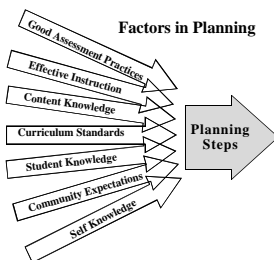 Factors in Planning
Good Assessment Practices
Effective Instruction
Content Knowledge
Curriculum Standards
Student Knowledge
Community Expectations
Self Knowledge
Planning
Steps